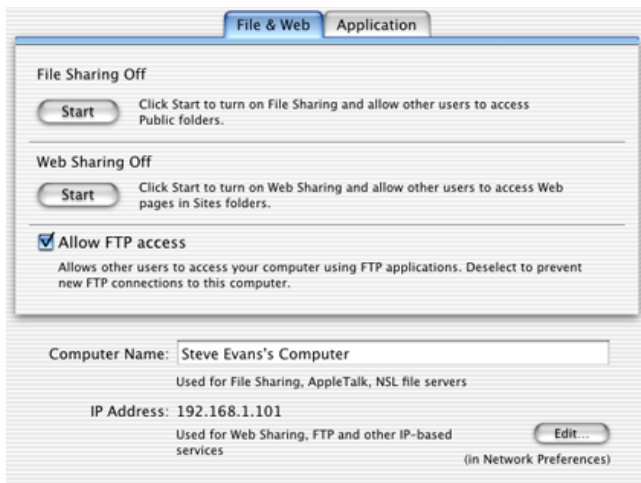 File & Web
Application
File Sharing Off
Start
Click Start to turn on File Sharing and allow other users to access
Public folders.
Web Sharing Off
Start
Click Start to turn on Web Sharing and allow other users to access Web
pages in Sites folders.
Allow FTP access
Allows other users to access your computer using FTP applications. Deselect to prevent
new FTP connections to this computer.
Computer Name: Steve Evans's Computer
Used for File Sharing, AppleTalk, NSL file servers
IP Address: 192.168.1.101
Used for Web Sharing, FTP and other IP-based
services
Edit...
(in Network Preferences)